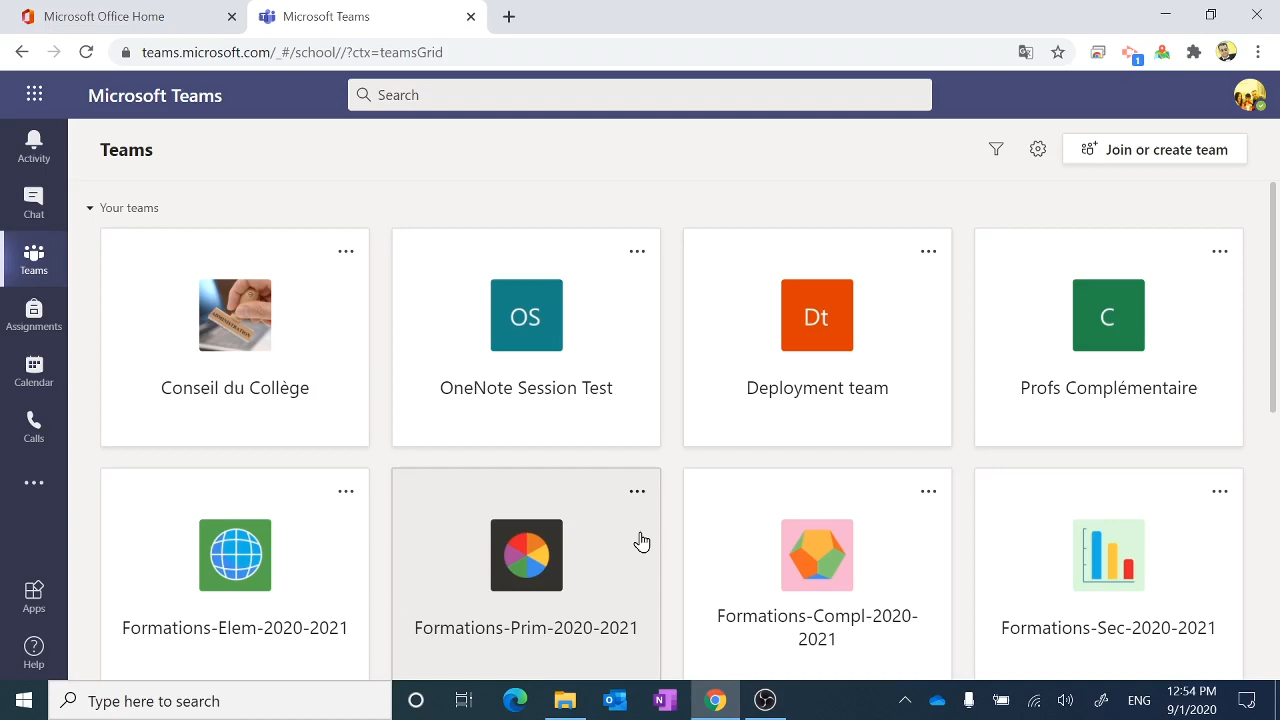 Microsoft Office Home
Microsoft Teams
teams.microsoft.com/_#/school//?ctx=teamsGrid
1
Microsoft Teams
Search
Activity
Chat
Teams
Assignments
Calendar
Calls
Apps
Help
Teams
Join or create team
Your teams
Conseil du Collège
OS
OneNote Session Test
Dt
Deployment team
C
Profs Complémentaire
Formations-Elem-2020-2021
Formations-Prim-2020-2021
Formations-Compl-2020-
2021
Formations-Sec-2020-2021
Type here to search
ENG
12:54 PM
9/1/2020